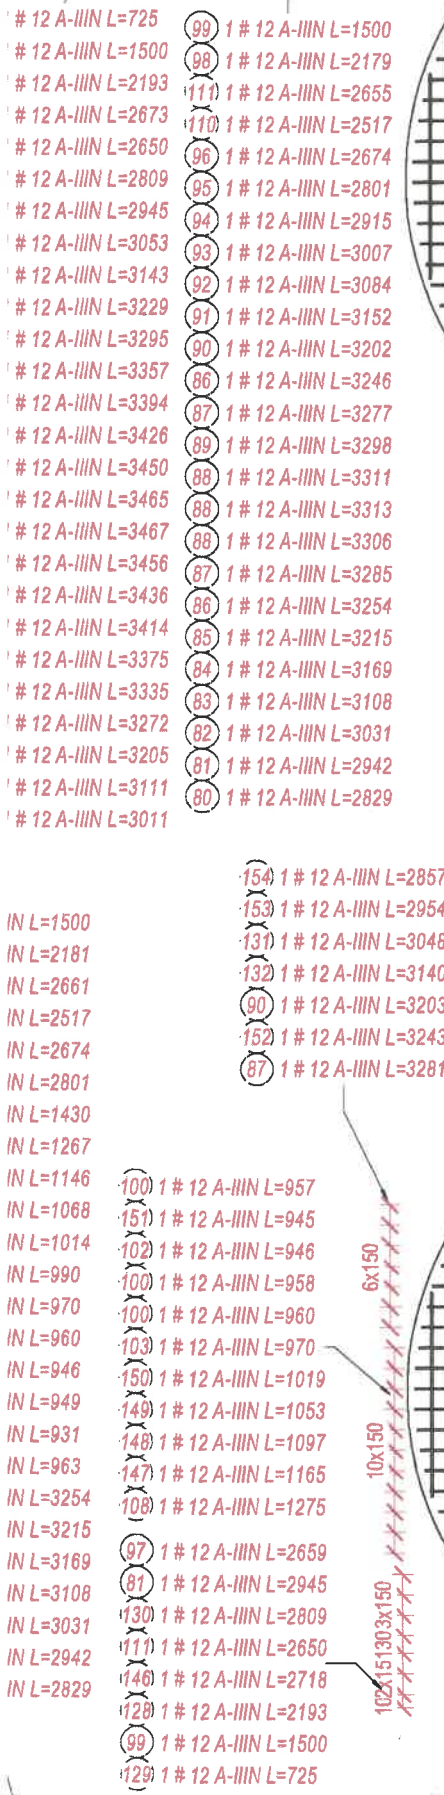 # 12 A-IIIN L=725
# 12 A-IIIN L=1500
# 12 A-IIIN L=2193
# 12 A-IIIN L=2673
# 12 A-IIIN L=2650
# 12 A-IIIN L=2809
# 12 A-IIIN L=2945
# 12 A-IIIN L=3053
# 12 A-IIIN L=3143
# 12 A-IIIN L=3229
# 12 A-IIIN L=3295
# 12 A-IIIN L=3357
# 12 A-IIIN L=3394
# 12 A-IIIN L=3426
# 12 A-IIIN L=3450
# 12 A-IIIN L=3465
# 12 A-IIIN L=3467
# 12 A-IIIN L=3456
# 12 A-IIIN L=3436
# 12 A-IIIN L=3414
# 12 A-IIIN L=3375
# 12 A-IIIN L=3335
# 12 A-IIIN L=3272
# 12 A-IIIN L=3205
# 12 A-IIIN L=3111
# 12 A-IIIN L=3011
99 1 # 12 A-IIIN L=1500
98 1 # 12 A-IIIN L=2179
111 1 # 12 A-IIIN L=2655
110 1 # 12 A-IIIN L=2517
96 1 # 12 A-IIIN L=2674
95 1 # 12 A-IIIN L=2801
94 1 # 12 A-IIIN L=2915
93 1 # 12 A-IIIN L=3007
92 1 # 12 A-IIIN L=3084
91 1 # 12 A-IIIN L=3152
90 1 # 12 A-IIIN L=3202
86 1 # 12 A-IIIN L=3246
87 1 # 12 A-IIIN L=3277
89 1 # 12 A-IIIN L=3298
88 1 # 12 A-IIIN L=3311
88 1 # 12 A-IIIN L=3313
88 1 # 12 A-IIIN L=3306
87 1 # 12 A-IIIN L=3285
86 1 # 12 A-IIIN L=3254
85 1 # 12 A-IIIN L=3215
84 1 # 12 A-IIIN L=3169
83 1 # 12 A-IIIN L=3108
82 1 # 12 A-IIIN L=3031
81 1 # 12 A-IIIN L=2942
80 1 # 12 A-IIIN L=2829
154 1 # 12 A-IIIN L=2857
153 1 # 12 A-IIIN L=2954
131 1 # 12 A-IIIN L=3048
132 1 # 12 A-IIIN L=3140
90 1 # 12 A-IIIN L=3203
152 1 # 12 A-IIIN L=3243
87 1 # 12 A-IIIN L=3281
IN L=1500
IN L=2181
IN L=2661
IN L=2517
IN L=2674
IN L=2801
IN L=1430
IN L=1267
IN L=1146
IN L=1068
IN L=1014
IN L=990
IN L=970
IN L=960
IN L=946
IN L=949
IN L=931
IN L=963
IN L=3254
IN L=3215
IN L=3169
IN L=3108
IN L=3031
IN L=2942
IN L=2829
100 1 # 12 A-IIIN L=957
151 1 # 12 A-IIIN L=945
102 1 # 12 A-IIIN L=946
100 1 # 12 A-IIIN L=958
100 1 # 12 A-IIIN L=960
103 1 # 12 A-IIIN L=970
150 1 # 12 A-IIIN L=1019
149 1 # 12 A-IIIN L=1053
148 1 # 12 A-IIIN L=1097
147 1 # 12 A-IIIN L=1165
108 1 # 12 A-IIIN L=1275
97 1 # 12 A-IIIN L=2659
81 1 # 12 A-IIIN L=2945
130 1 # 12 A-IIIN L=2809
111 1 # 12 A-IIIN L=2650
146 1 # 12 A-IIIN L=2718
128 1 # 12 A-IIIN L=2193
99 1 # 12 A-IIIN L=1500
129 1 # 12 A-IIIN L=725
6x150
10x150
3x150